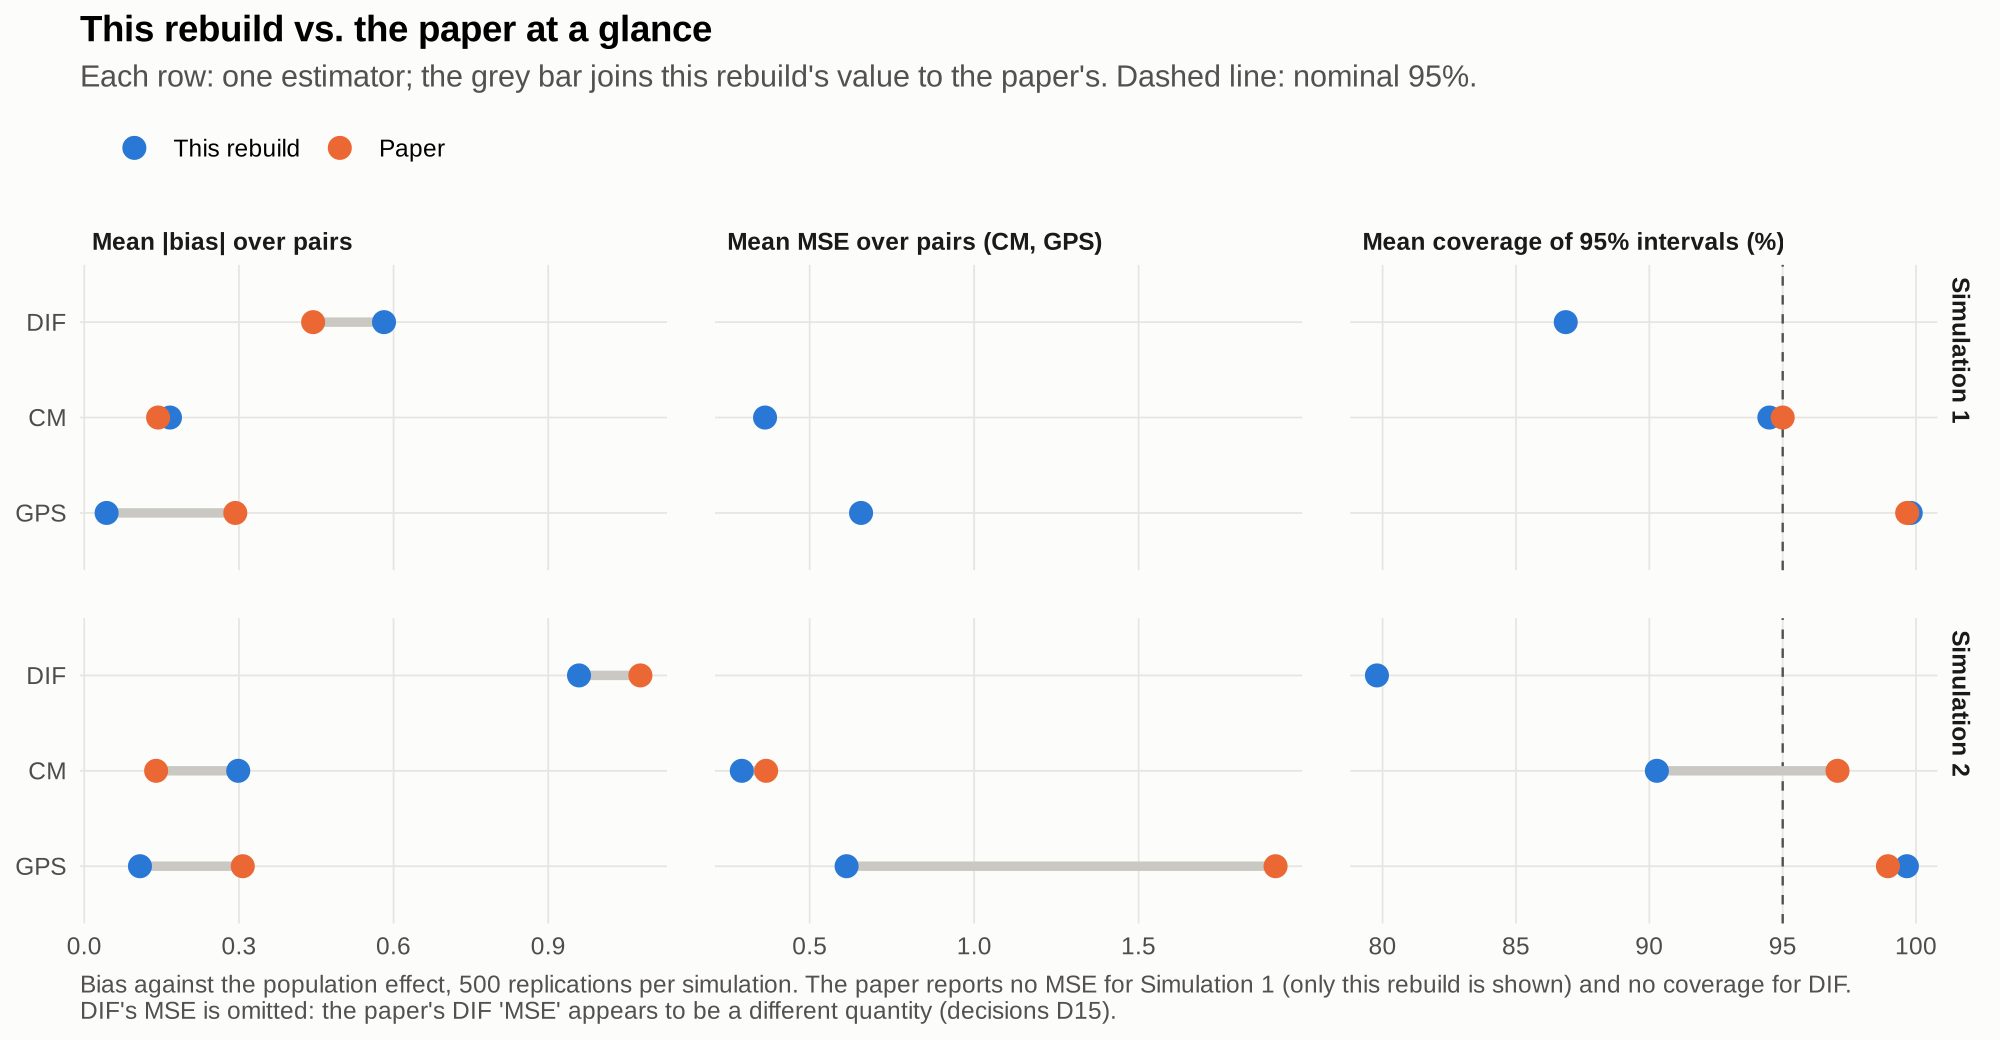 This rebuild vs. the paper at a glance
Each row: one estimator; the grey bar joins this rebuild's value to the paper's. Dashed line: nominal 95%.
This rebuild
Paper
Mean |bias| over pairs
Mean MSE over pairs (CM, GPS)
Mean coverage of 95% intervals (%)
DIF
CM
GPS
Simulation 1
DIF
CM
GPS
Simulation 2
0.0 0.3 0.6 0.9
0.5 1.0 1.5
80 85 90 95 100
Bias against the population effect, 500 replications per simulation. The paper reports no MSE for Simulation 1 (only this rebuild is shown) and no coverage for DIF.
DIF's MSE is omitted: the paper's DIF 'MSE' appears to be a different quantity (decisions D15).